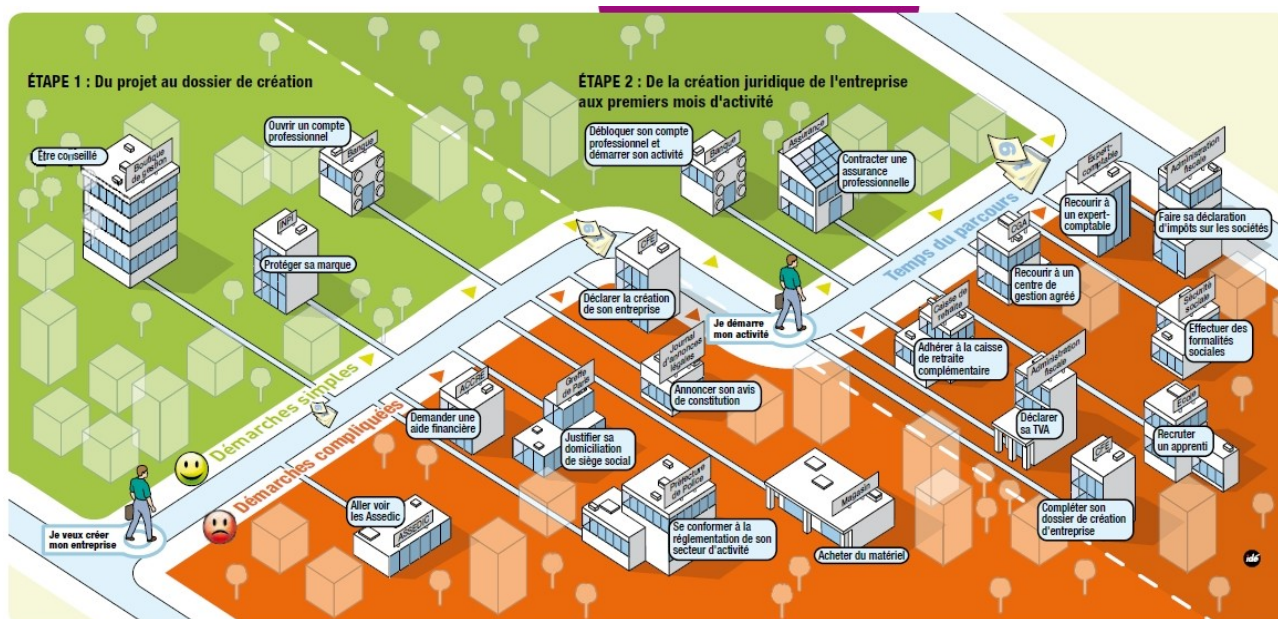 ÉTAPE 1 : Du projet au dossier de création
ÉTAPE 2 : De la création juridique de l'entreprise
aux premiers mois d'activité
Être conseillé
Boutique
de gestion
Ouvrir un compte
professionnel
Banque
INPI
Protéger sa marque
Débloquer son compte
professionnel et
démarrer son activité
Banque
Assurance
Contracter une
assurance
professionnelle
Expert-
comptable
Recourir à
un expert-
comptable
Administration
fiscale
Faire sa déclaration
d'impôts sur les sociétés
CGA
Recourir à un
centre de
gestion agréé
Temps du parcours
CFE
Déclarer la création
de son entreprise
Je démarre
mon activité
Caisse de
retraite
Adhérer à la caisse
de retraite
complémentaire
Sécurité
sociale
Effectuer des
formalités
sociales
Journal
d'annonces
légales
Annoncer son avis
de constitution
Administration
fiscale
Déclarer
sa TVA
École
Recruter
un apprenti
Démarches simples
Démarches compliquées
ACCRE
Demander une
aide financière
Greffe
de Paris
Justifier sa
domiciliation
de siège social
CFE
Compléter son
dossier de création
d'entreprise
Préfecture
de Police
Se conformer à la
réglementation de son
secteur d'activité
Magasin
Acheter du matériel
Aller voir
les Assedic
ASSEDIC
Je veux créer
mon entreprise
idé